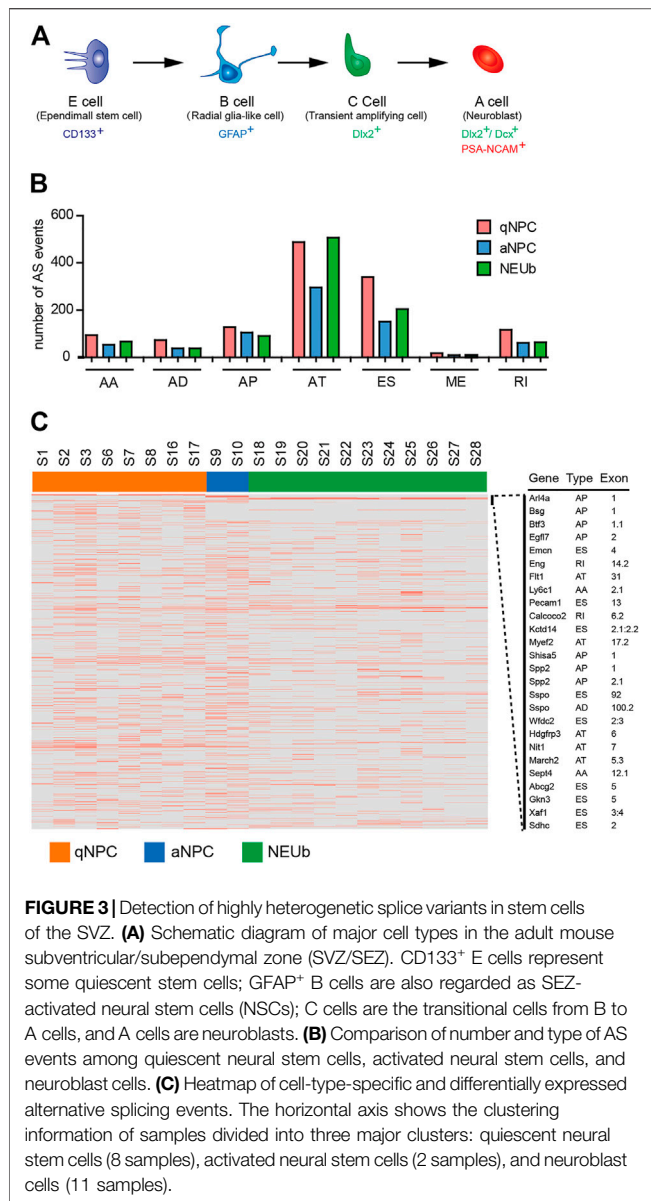 A
E cell
(Ependimall stem cell)
CD133+
B cell
(Radial glia-like cell)
GFAP+
C Cell
(Transient amplifying cell)
Dlx2+
A cell
(Neuroblast)
Dlx2+/ Dcx+
PSA-NCAM+
B
number of AS events
600
400
200
0
AA AD AP AT ES ME RI
qNPC
aNPC
NEUb
C
S1 S2 S3 S6 S7 S8 S16 S17 S9 S10 S18 S19 S20 S21 S22 S23 S24 S25 S26 S27 S28
Gene Type Exon
Arl4a AP 1
Bsg AP 1
Btf3 AP 1.1
Egfl7 AP 2
Emcn ES 4
Eng RI 14.2
Flt1 AT 31
Ly6c1 AA 2.1
Pecam1 ES 13
Calcoco2 RI 6.2
Kctd14 ES 2.1:2.2
Myef2 AT 17.2
Shisa5 AP 1
Spp2 AP 1
Spp2 AP 2.1
Sspo ES 92
Sspo AD 100.2
Wfdc2 ES 2:3
Hdgfrp3 AT 6
Nit1 AT 7
March2 AT 5.3
Sept4 AA 12.1
Abcg2 ES 5
Gkn3 ES 5
Xaf1 ES 3:4
Sdhc ES 2
qNPC aNPC NEUb
FIGURE 3 | Detection of highly heterogenetic splice variants in stem cells
of the SVZ. (A) Schematic diagram of major cell types in the adult mouse
subventricular/subependymal zone (SVZ/SEZ). CD133+ E cells represent
some quiescent stem cells; GFAP+ B cells are also regarded as SEZ-
activated neural stem cells (NSCs); C cells are the transitional cells from B to
A cells, and A cells are neuroblasts. (B) Comparison of number and type of AS
events among quiescent neural stem cells, activated neural stem cells, and
neuroblast cells. (C) Heatmap of cell-type-specific and differentially expressed
alternative splicing events. The horizontal axis shows the clustering
information of samples divided into three major clusters: quiescent neural
stem cells (8 samples), activated neural stem cells (2 samples), and neuroblast
cells (11 samples).